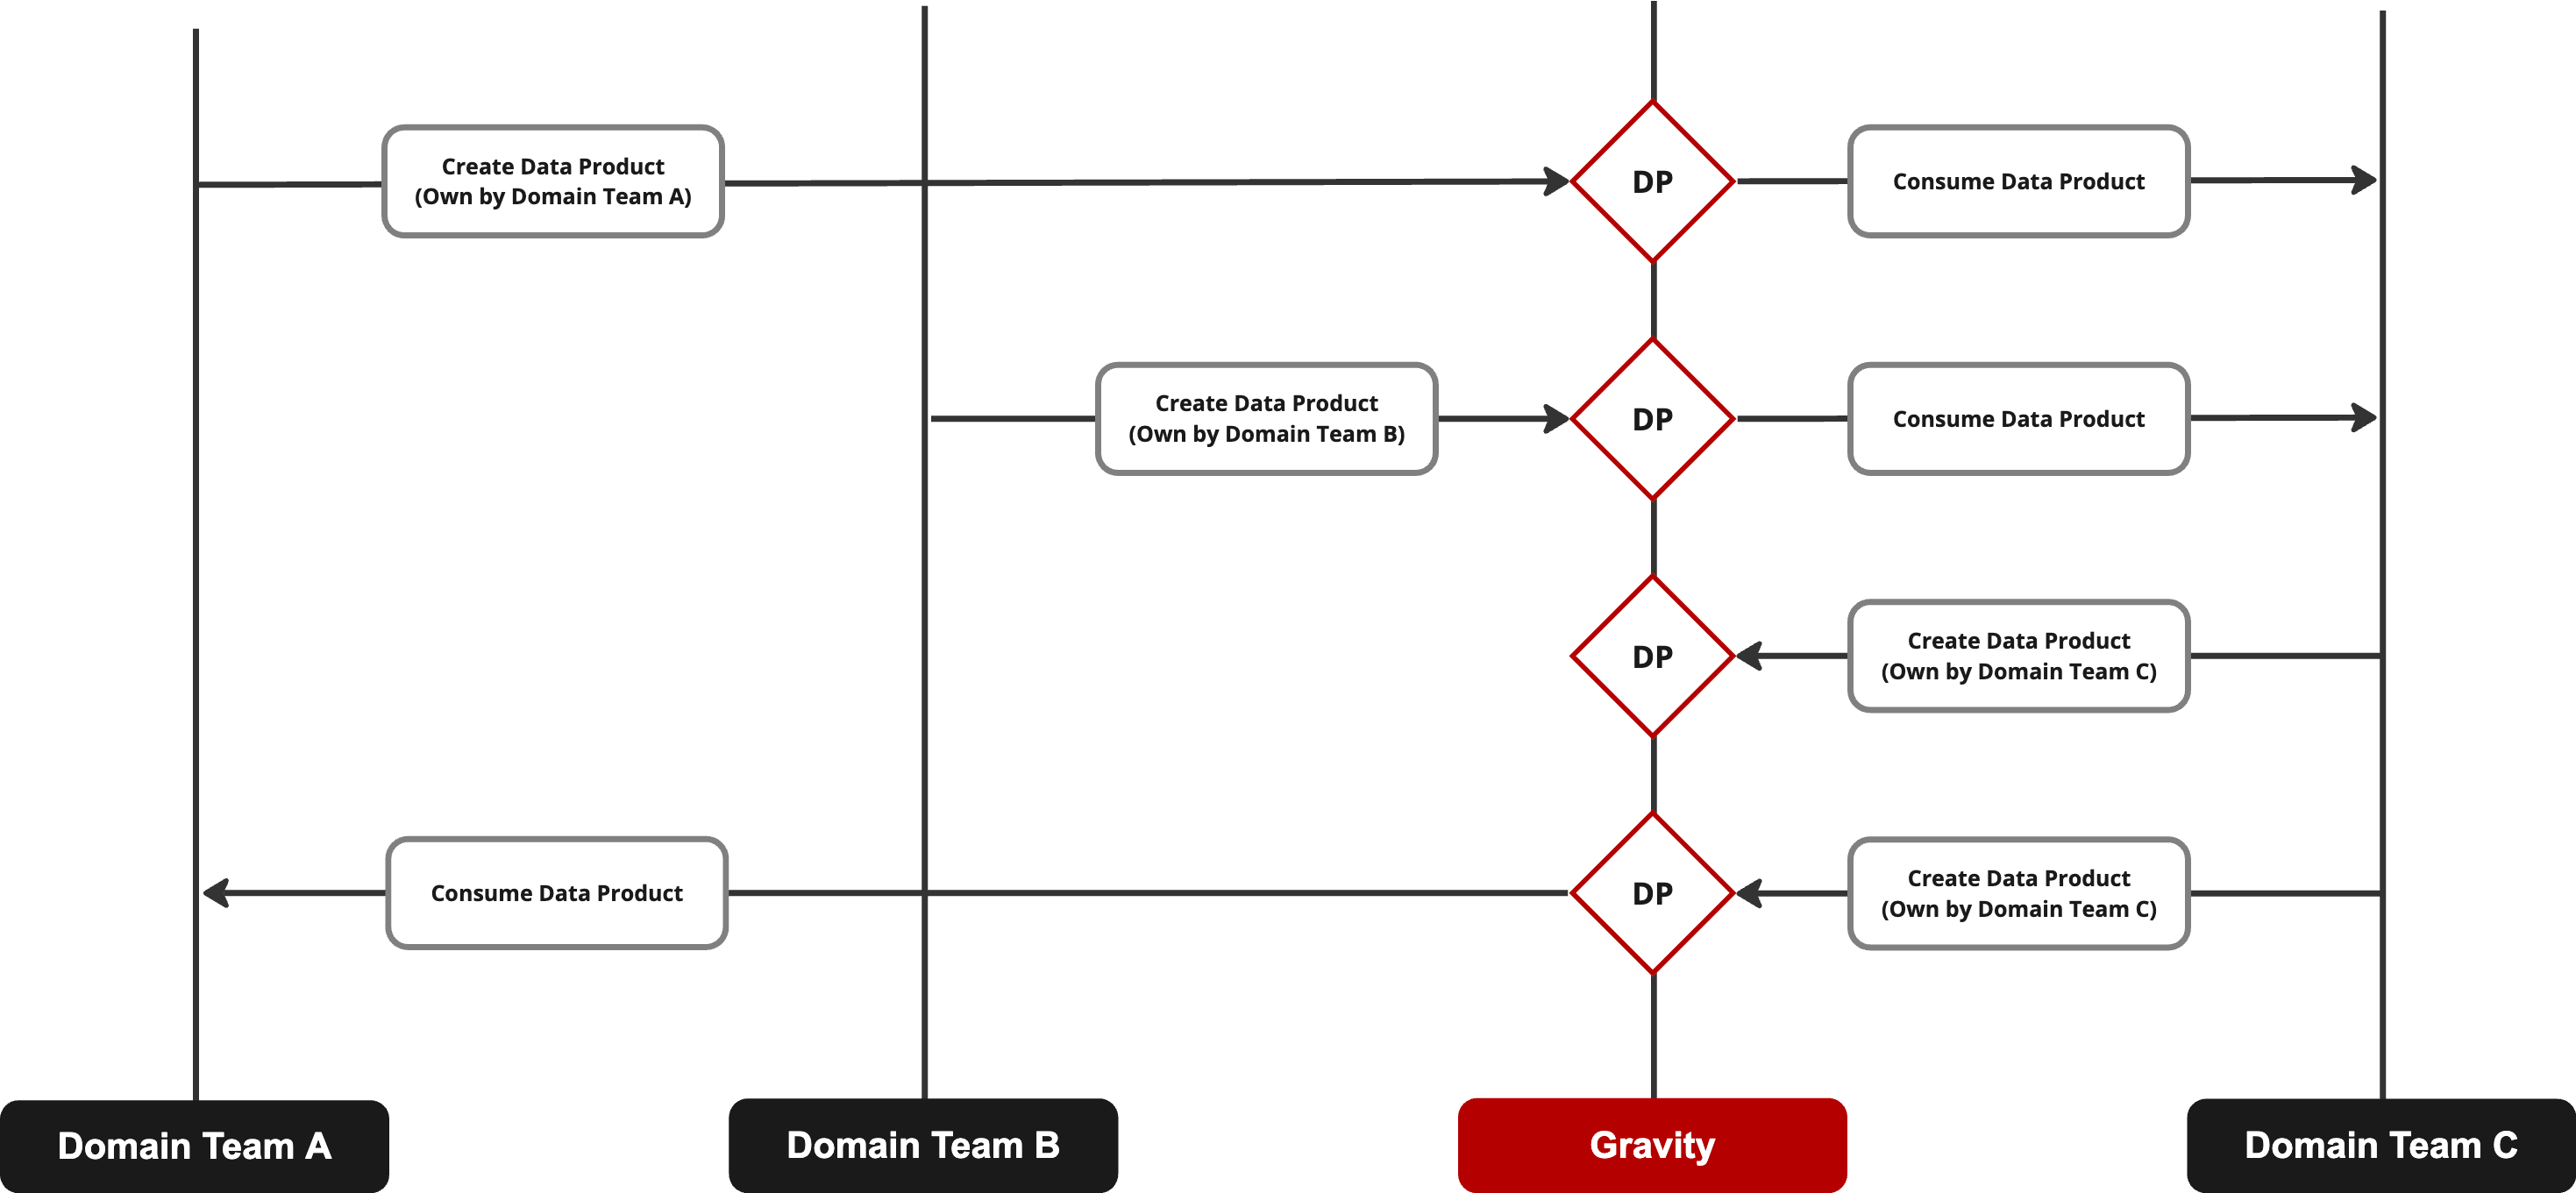 Create Data Product
(Own by Domain Team A)
DP
Consume Data Product
Create Data Product
(Own by Domain Team B)
DP
Consume Data Product
DP
Create Data Product
(Own by Domain Team C)
Consume Data Product
DP
Create Data Product
(Own by Domain Team C)
Domain Team A
Domain Team B
Gravity
Domain Team C